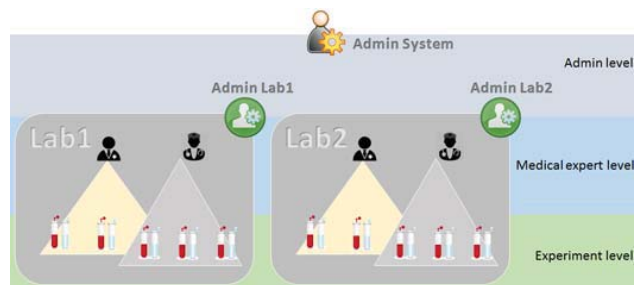 Admin System
Admin level
Admin Lab1
Admin Lab2
Lab1
Lab2
Medical expert level
Experiment level